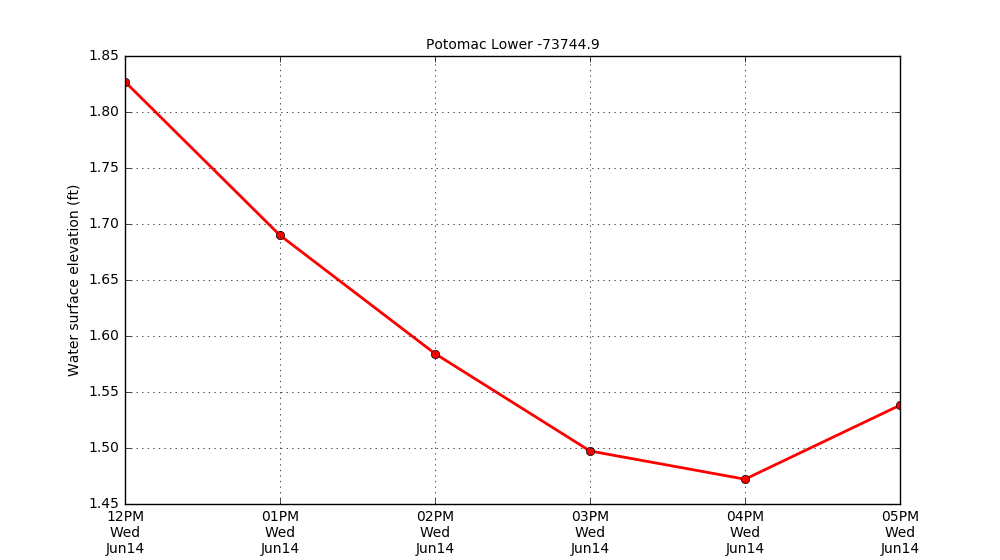 Potomac Lower -73744.9
1.85
1.80
1.75
1.70
1.65
1.60
1.55
1.50
1.45
Water surface elevation (ft)
12PM 01PM 02PM 03PM 04PM 05PM
Wed Wed Wed Wed Wed Wed
Jun14 Jun14 Jun14 Jun14 Jun14 Jun14